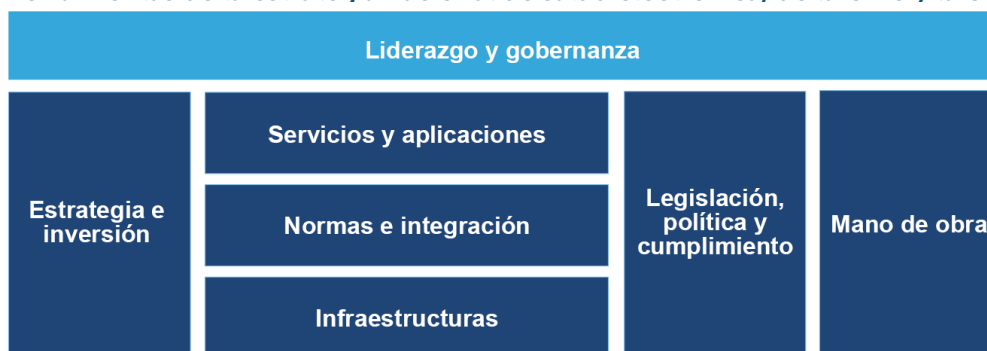 Liderazgo y gobernanza
Estrategia e
inversión
Servicios y aplicaciones
Normas e integración
Infraestructuras
Legislación,
política y
cumplimiento
Mano de obra